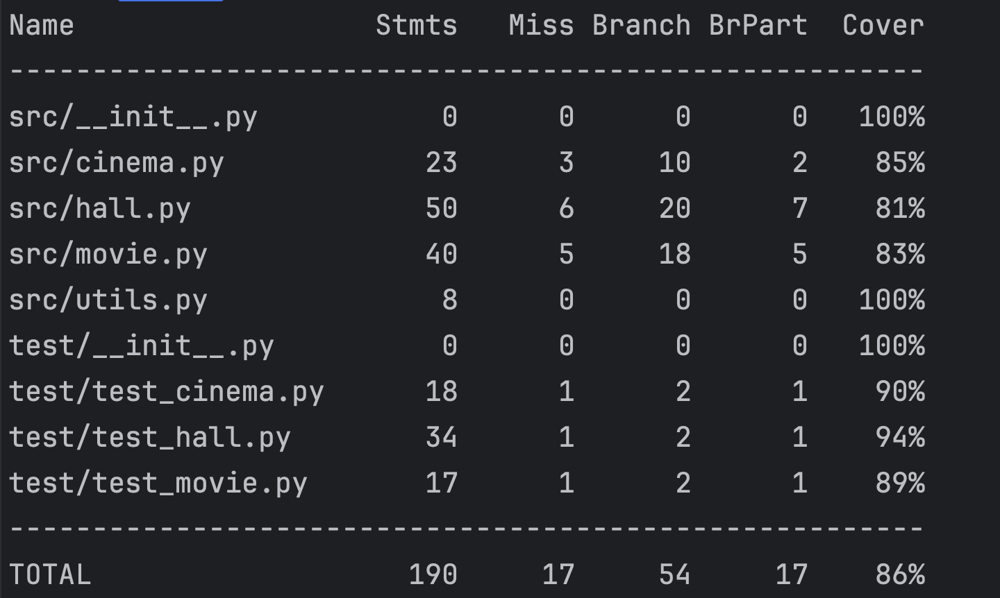 Name Stmts Miss Branch BrPart Cover
-------------------------------------------------------
src/__init__.py 0 0 0 0 100%
src/cinema.py 23 3 10 2 85%
src/hall.py 50 6 20 7 81%
src/movie.py 40 5 18 5 83%
src/utils.py 8 0 0 0 100%
test/__init__.py 0 0 0 0 100%
test/test_cinema.py 18 1 2 1 90%
test/test_hall.py 34 1 2 1 94%
test/test_movie.py 17 1 2 1 89%
-------------------------------------------------------
TOTAL 190 17 54 17 86%